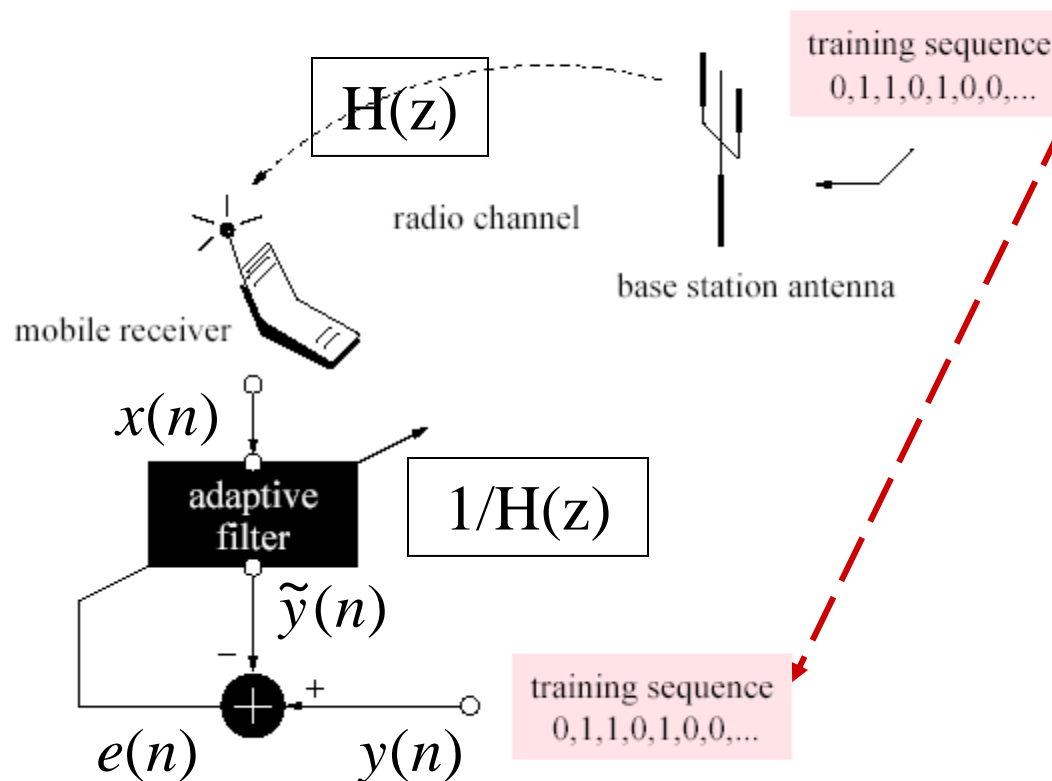 training sequence
0,1,1,0,1,0,0,...
H(z)
radio channel
base station antenna
mobile receiver
x(n)
adaptive
filter
1/H(z)
ỹ(n)
−
+
+
training sequence
0,1,1,0,1,0,0,...
e(n)
y(n)